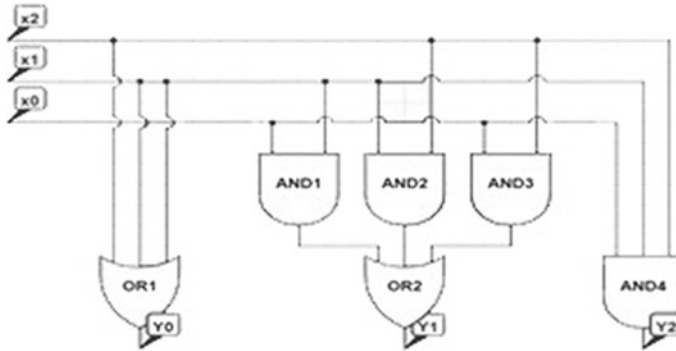 x2
x1
x0
AND1
AND2
AND3
OR1
OR2
AND4
Y0
Y1
Y2